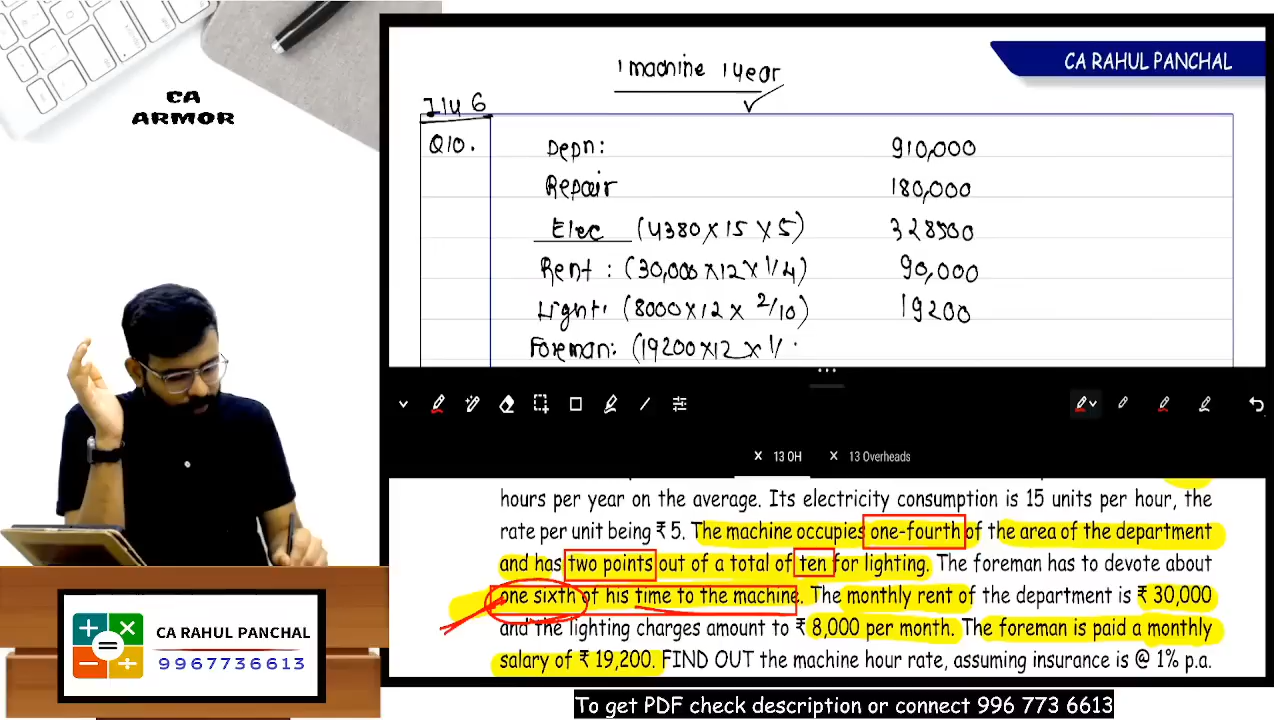 CA
ARMOR
CA RAHUL PANCHAL
1 machine 1 year
Ill 6
Q10.
Depn: 910,000
Repair 180,000
Elec (4380 x 15 x 5) 328500
Rent : (30,000 x 12 x 1/4) 90,000
Light: (8000 x 12 x 2/10) 19200
Foreman: (19200 x 12 x 1/
13 OH
13 Overheads
hours per year on the average. Its electricity consumption is 15 units per hour, the
rate per unit being ₹ 5. The machine occupies one-fourth of the area of the department
and has two points out of a total of ten for lighting. The foreman has to devote about
one sixth of his time to the machine. The monthly rent of the department is ₹ 30,000
and the lighting charges amount to ₹ 8,000 per month. The foreman is paid a monthly
salary of ₹ 19,200. FIND OUT the machine hour rate, assuming insurance is @ 1% p.a.
CA RAHUL PANCHAL
9967736613
To get PDF check description or connect 996 773 6613